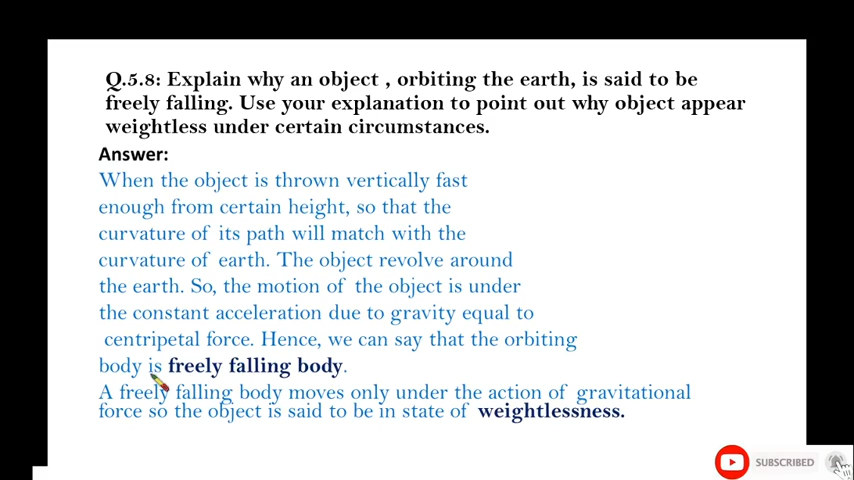 Q.5.8: Explain why an object , orbiting the earth, is said to be
freely falling. Use your explanation to point out why object appear
weightless under certain circumstances.
Answer:
When the object is thrown vertically fast
enough from certain height, so that the
curvature of its path will match with the
curvature of earth. The object revolve around
the earth. So, the motion of the object is under
the constant acceleration due to gravity equal to
centripetal force. Hence, we can say that the orbiting
body is freely falling body.
A freely falling body moves only under the action of gravitational
force so the object is said to be in state of weightlessness.
SUBSCRIBED